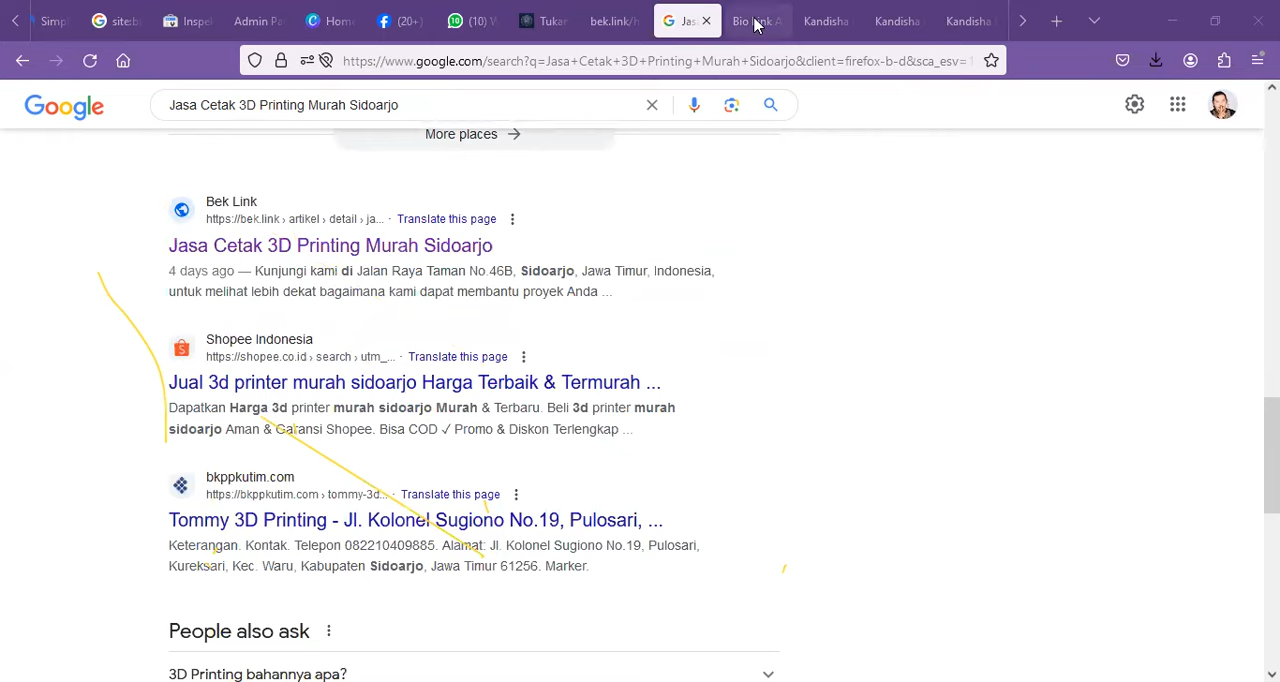 Simpl
site:b
Inspek
Admin Pa
Home
(20+)
(10) W
Tukan
bek.link/h
Jas
Bio Link A
Kandisha
Kandisha
Kandisha
https://www.google.com/search?q=Jasa+Cetak+3D+Printing+Murah+Sidoarjo&client=firefox-b-d&sca_esv=1
Google
Jasa Cetak 3D Printing Murah Sidoarjo
More places →
Bek Link
https://bek.link › artikel › detail › ja... · Translate this page
Jasa Cetak 3D Printing Murah Sidoarjo
4 days ago — Kunjungi kami di Jalan Raya Taman No.46B, Sidoarjo, Jawa Timur, Indonesia,
untuk melihat lebih dekat bagaimana kami dapat membantu proyek Anda ...
Shopee Indonesia
https://shopee.co.id › search › utm_... · Translate this page
Jual 3d printer murah sidoarjo Harga Terbaik & Termurah ...
Dapatkan Harga 3d printer murah sidoarjo Murah & Terbaru. Beli 3d printer murah
sidoarjo Aman & Garansi Shopee. Bisa COD ✓ Promo & Diskon Terlengkap ...
bkppkutim.com
https://bkppkutim.com › tommy-3d... · Translate this page
Tommy 3D Printing - Jl. Kolonel Sugiono No.19, Pulosari, ...
Keterangan. Kontak. Telepon 082210409885. Alamat: Jl. Kolonel Sugiono No.19, Pulosari,
Kureksari, Kec. Waru, Kabupaten Sidoarjo, Jawa Timur 61256. Marker.
People also ask
3D Printing bahannya apa?